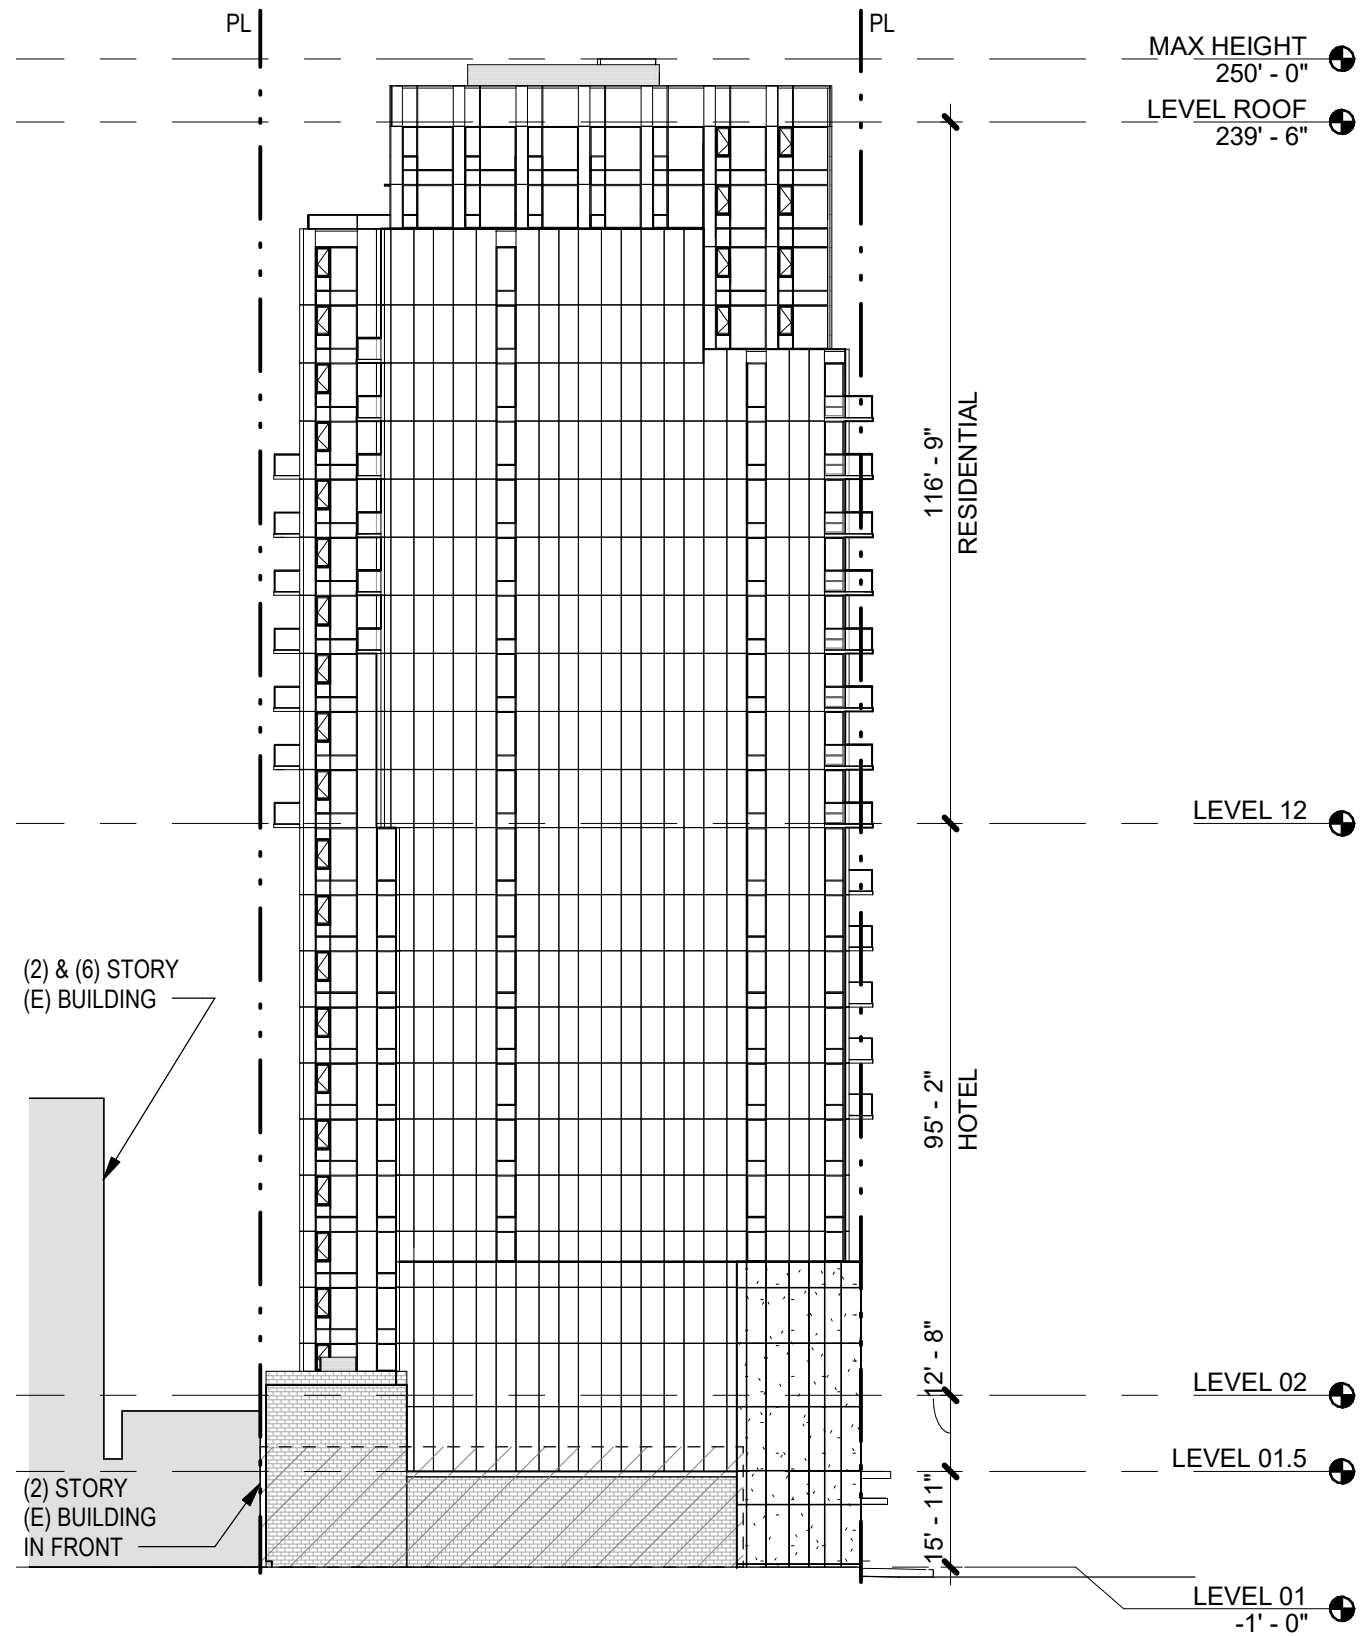 PL
PL
MAX HEIGHT
250' - 0"
LEVEL ROOF
239' - 6"
116' - 9"
RESIDENTIAL
LEVEL 12
(2) & (6) STORY
(E) BUILDING
95' - 2"
HOTEL
12' - 8"
LEVEL 02
LEVEL 01.5
(2) STORY
(E) BUILDING
IN FRONT
15' - 11"
LEVEL 01
-1' - 0"